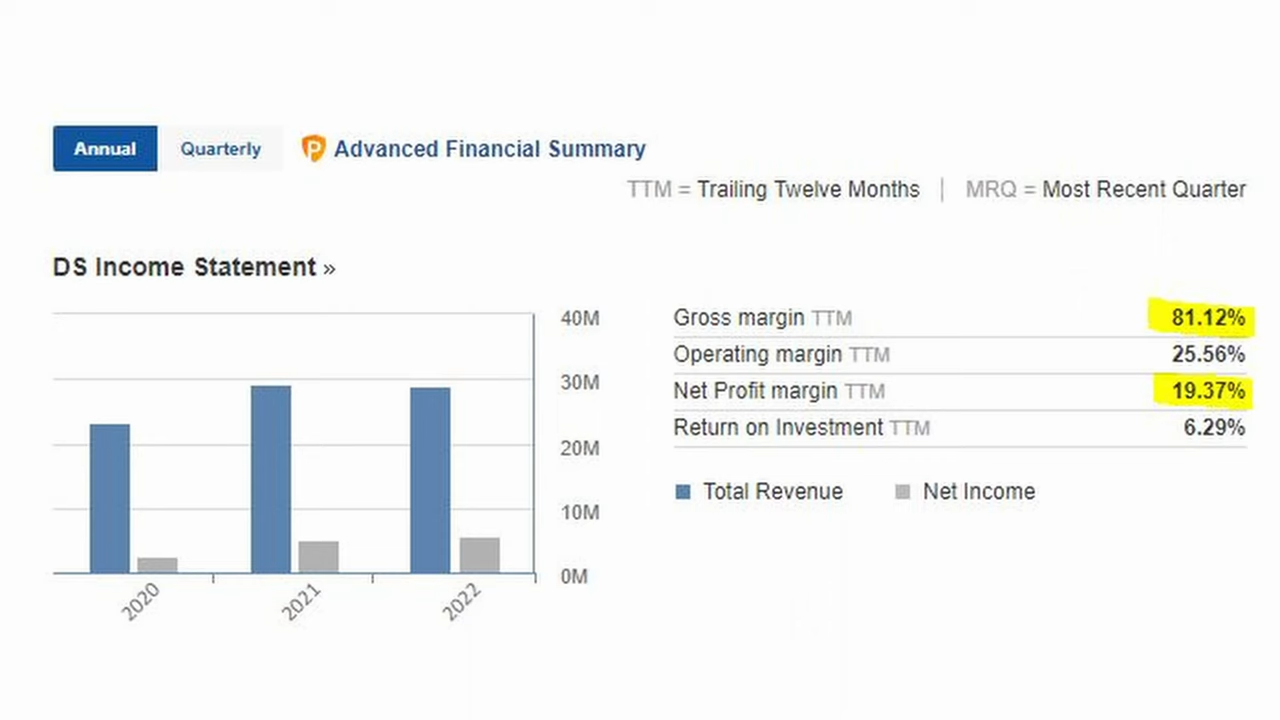 Annual Quarterly P Advanced Financial Summary
TTM = Trailing Twelve Months | MRQ = Most Recent Quarter
DS Income Statement »
40M
30M
20M
10M
0M
2020 2021 2022
Gross margin TTM 81.12%
Operating margin TTM 25.56%
Net Profit margin TTM 19.37%
Return on Investment TTM 6.29%
Total Revenue Net Income